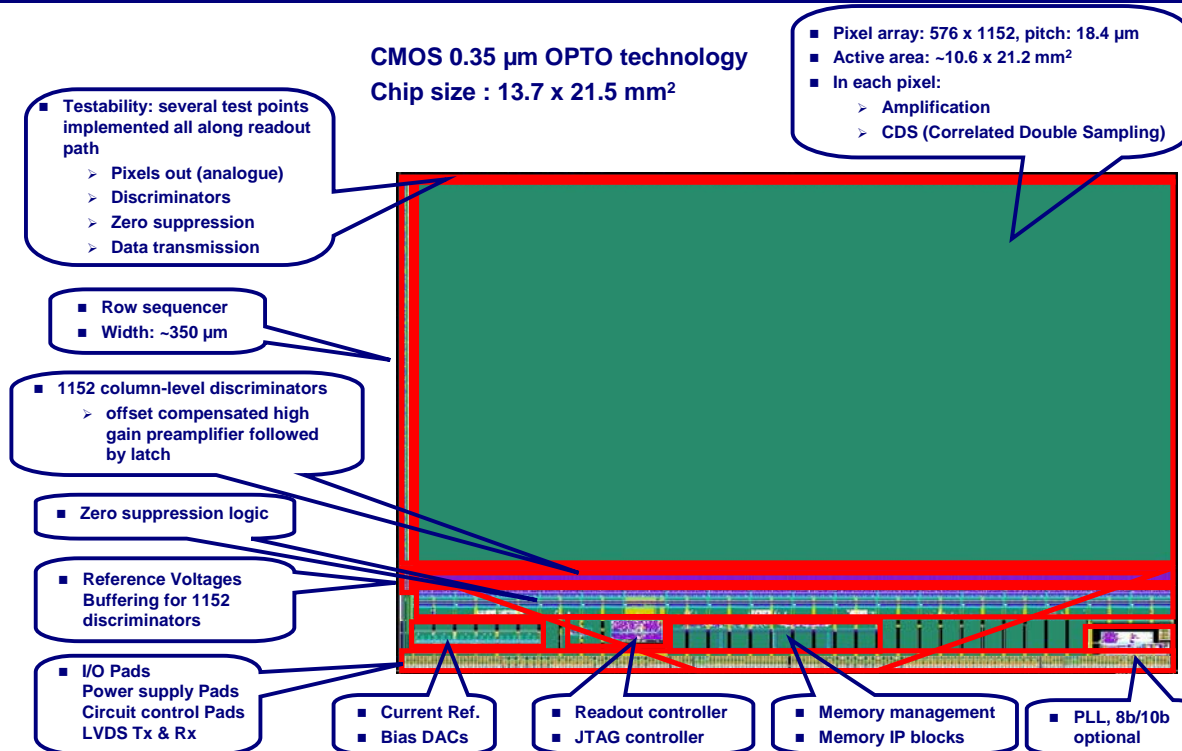 CMOS 0.35 µm OPTO technology
Chip size : 13.7 x 21.5 mm²
■ Pixel array: 576 x 1152, pitch: 18.4 µm
■ Active area: ~10.6 x 21.2 mm²
■ In each pixel:
➢ Amplification
➢ CDS (Correlated Double Sampling)
■ Testability: several test points
implemented all along readout
path
➢ Pixels out (analogue)
➢ Discriminators
➢ Zero suppression
➢ Data transmission
■ Row sequencer
■ Width: ~350 µm
■ 1152 column-level discriminators
➢ offset compensated high
gain preamplifier followed
by latch
■ Zero suppression logic
■ Reference Voltages
Buffering for 1152
discriminators
■ I/O Pads
Power supply Pads
Circuit control Pads
LVDS Tx & Rx
■ Current Ref.
■ Bias DACs
■ Readout controller
■ JTAG controller
■ Memory management
■ Memory IP blocks
■ PLL, 8b/10b
optional